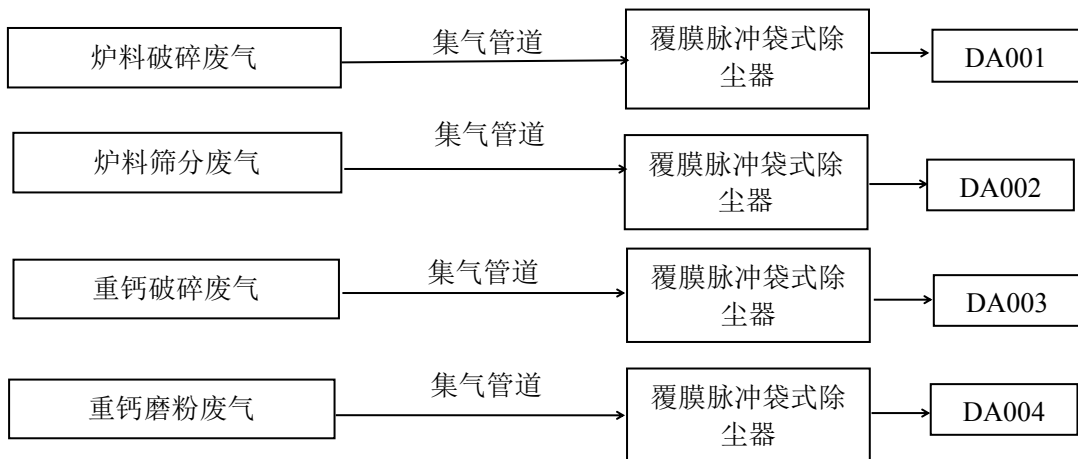 炉料破碎废气
集气管道
覆膜脉冲袋式除
尘器
DA001
炉料筛分废气
集气管道
覆膜脉冲袋式除
尘器
DA002
重钙破碎废气
集气管道
覆膜脉冲袋式除
尘器
DA003
重钙磨粉废气
集气管道
覆膜脉冲袋式除
尘器
DA004